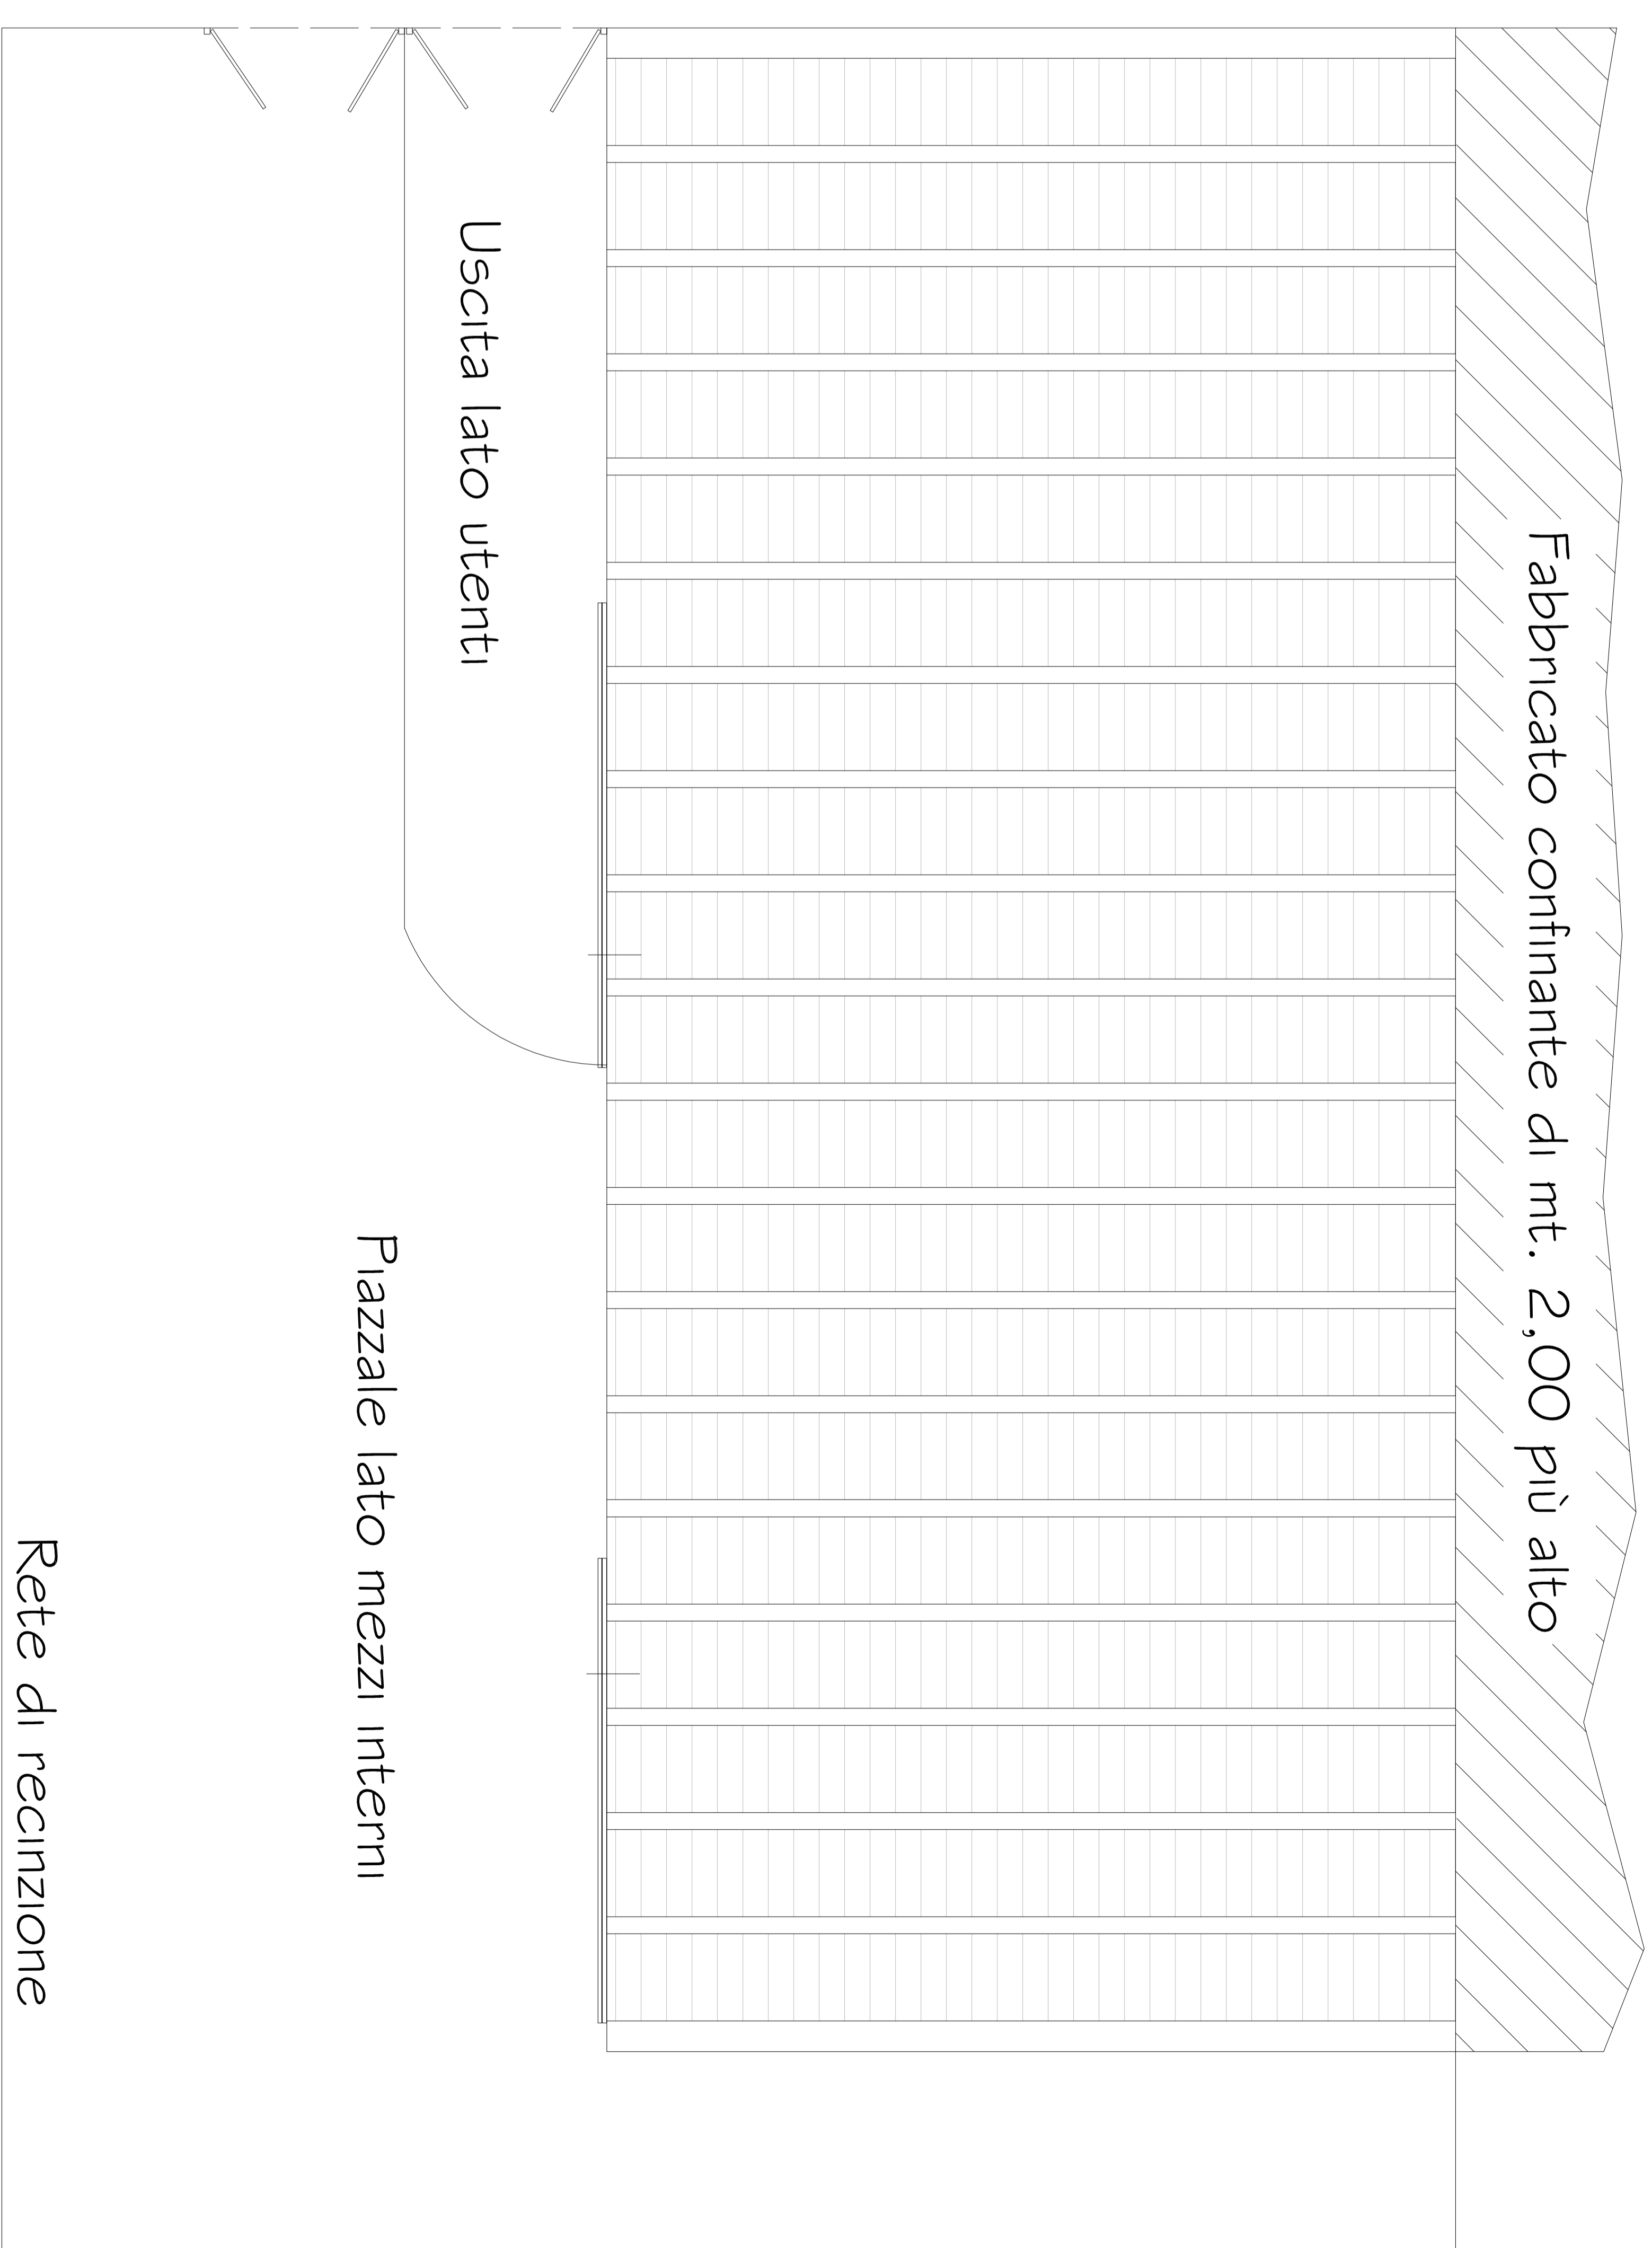 Fabbricato confinante di mt. 2,00 più alto
Uscita lato utenti
Piazzale lato mezzi interni
Rete di recinzione